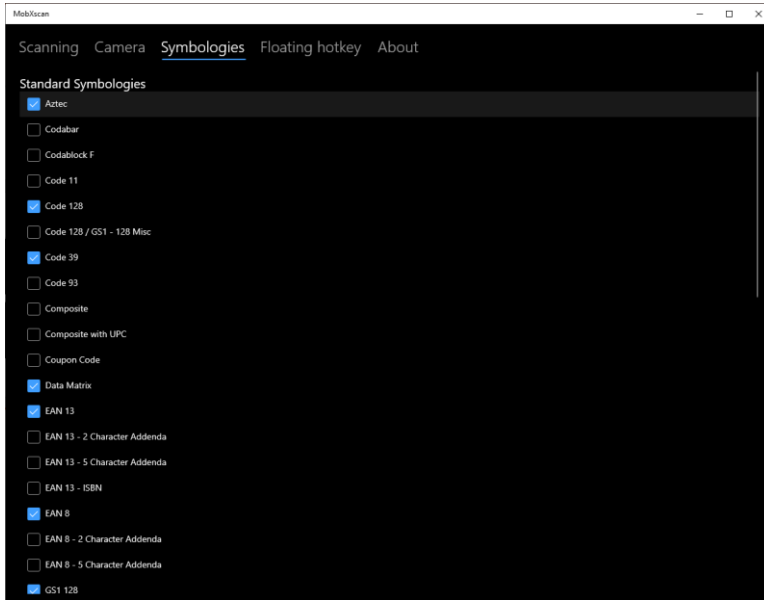 MobXscan
Scanning Camera Symbologies Floating hotkey About
Standard Symbologies
Aztec
Codabar
Codablock F
Code 11
Code 128
Code 128 / GS1 - 128 Misc
Code 39
Code 93
Composite
Composite with UPC
Coupon Code
Data Matrix
EAN 13
EAN 13 - 2 Character Addenda
EAN 13 - 5 Character Addenda
EAN 13 - ISBN
EAN 8
EAN 8 - 2 Character Addenda
EAN 8 - 5 Character Addenda
GS1 128